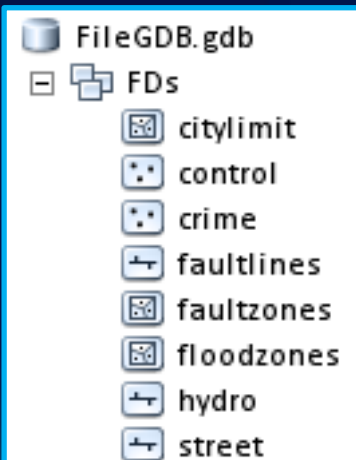 FileGDB.gdb
FDs
citylimit
control
crime
faultlines
faultzones
floodzones
hydro
street